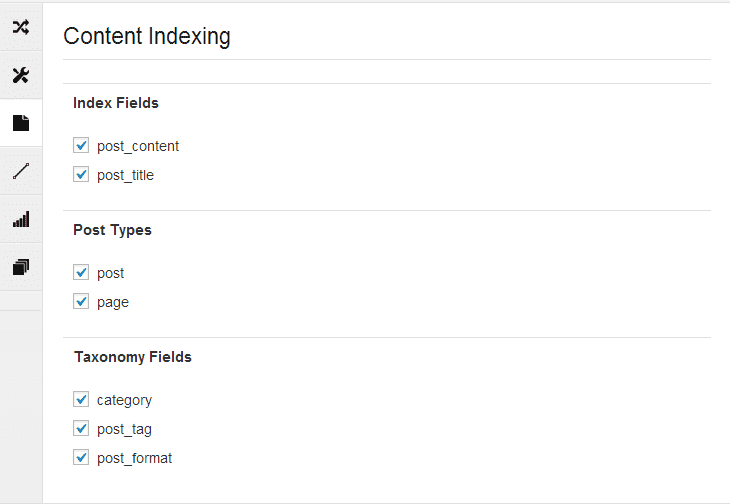 Content Indexing
Index Fields
post_content
post_title
Post Types
post
page
Taxonomy Fields
category
post_tag
post_format